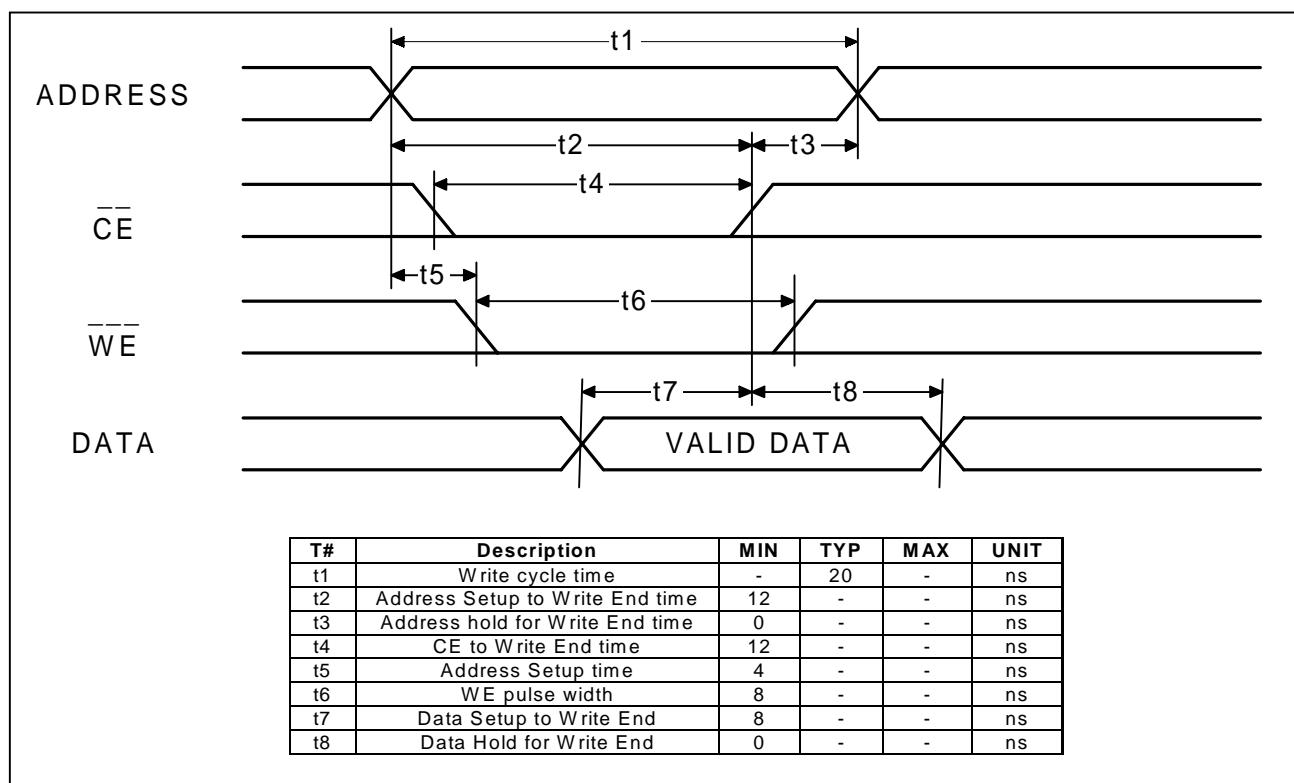 t1
ADDRESS
t2
t3
t4
CE
t5
t6
WE
t7
t8
DATA
VALID DATA
T# Description MIN TYP MAX UNIT
t1 Write cycle time - 20 - ns
t2 Address Setup to Write End time 12 - - ns
t3 Address hold for Write End time 0 - - ns
t4 CE to Write End time 12 - - ns
t5 Address Setup time 4 - - ns
t6 WE pulse width 8 - - ns
t7 Data Setup to Write End 8 - - ns
t8 Data Hold for Write End 0 - - ns